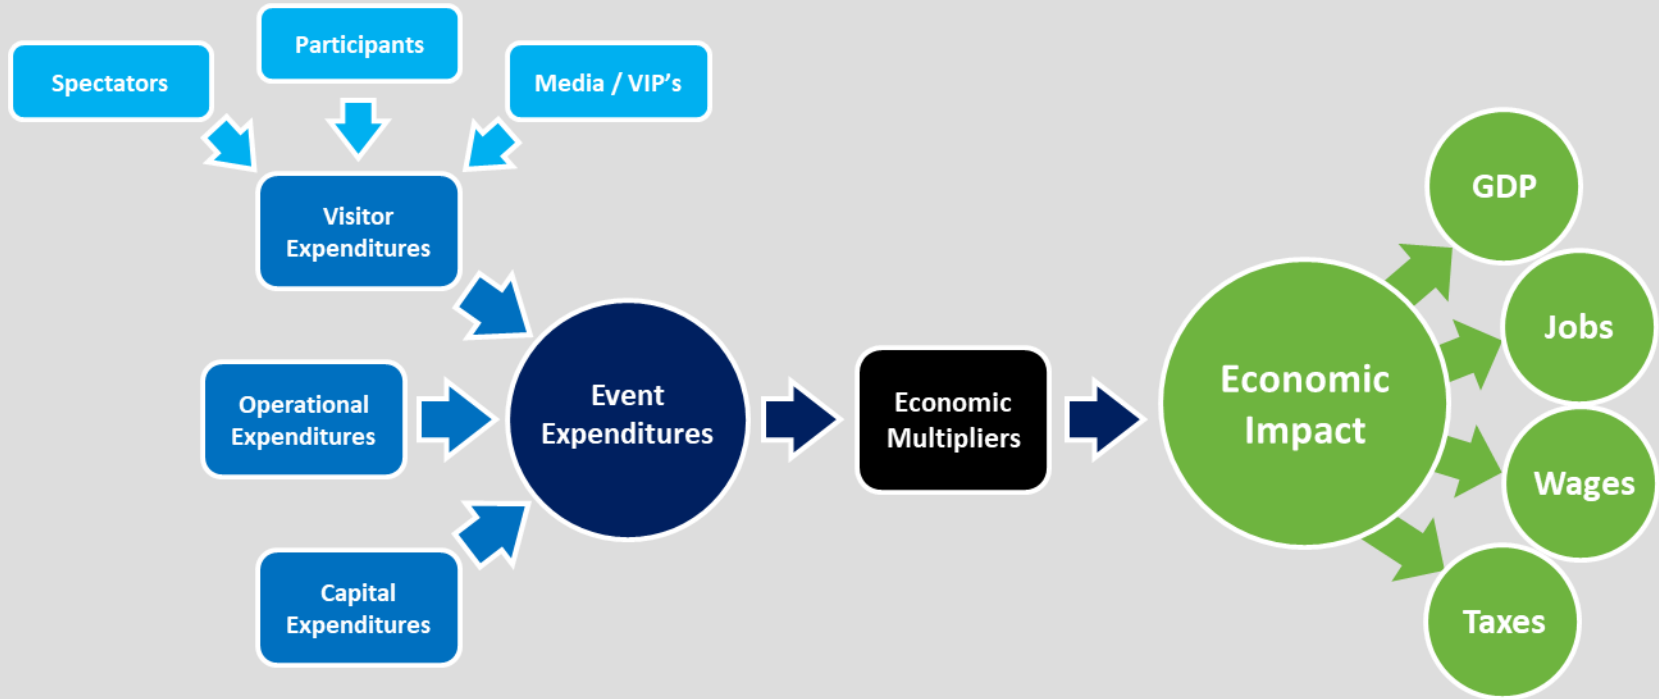 Participants
Spectators
Media / VIP's
Visitor
Expenditures
Operational
Expenditures
Capital
Expenditures
Event
Expenditures
Economic
Multipliers
Economic
Impact
GDP
Jobs
Wages
Taxes